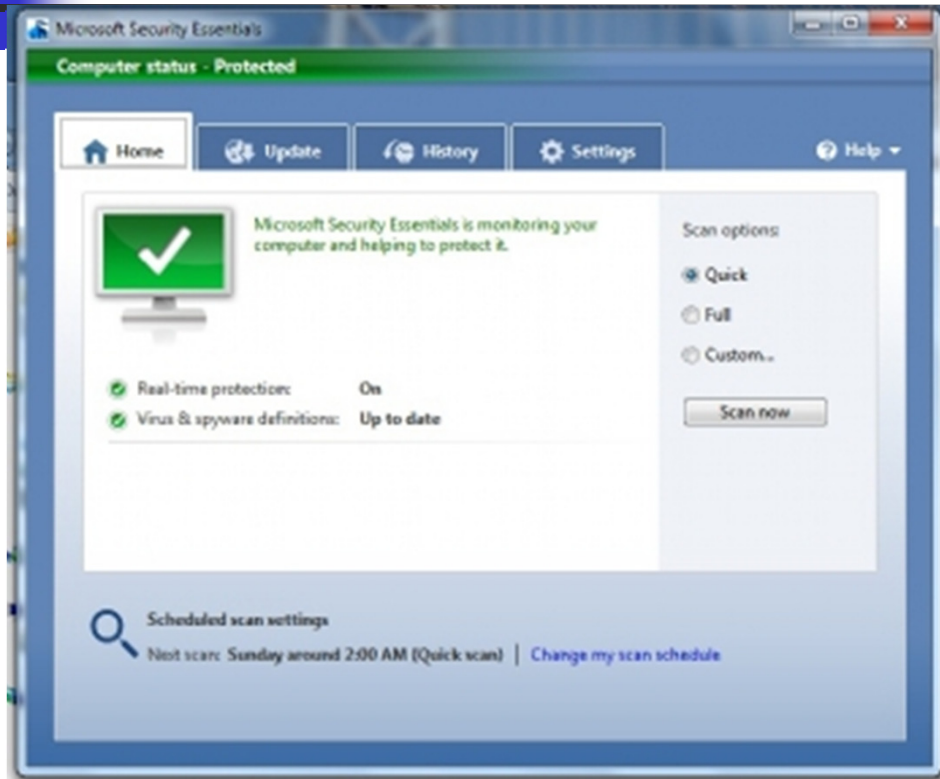 Microsoft Security Essentials
Computer status - Protected
Home
Update
History
Settings
Help
Microsoft Security Essentials is monitoring your
computer and helping to protect it.
Real-time protection: On
Virus & spyware definitions: Up to date
Scan options:
Quick
Full
Custom...
Scan now
Scheduled scan settings
Next scan: Sunday around 2:00 AM (Quick scan) | Change my scan schedule